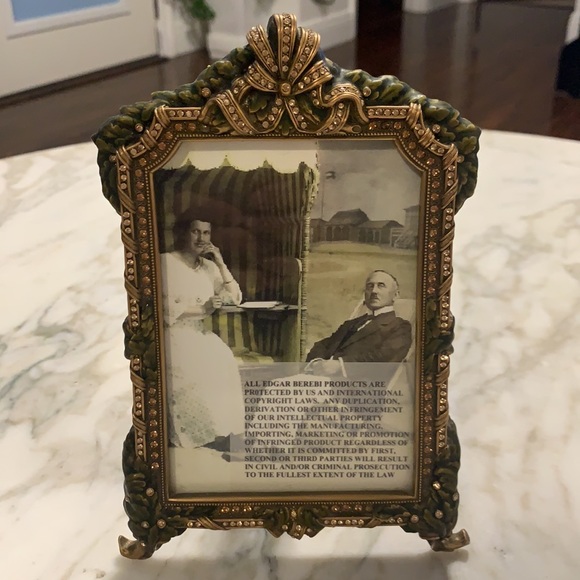 ALL EDGAR BEREBI PRODUCTS ARE
PROTECTED BY US AND INTERNATIONAL
COPYRIGHT LAWS. ANY DUPLICATION,
DERIVATION OR OTHER INFRINGEMENT
OF OUR INTELLECTUAL PROPERTY
INCLUDING THE MANUFACTURING,
IMPORTING, MARKETING OR PROMOTION
OF INFRINGED PRODUCT REGARDLESS OF
WHETHER IT IS COMMITTED BY FIRST,
SECOND OR THIRD PARTIES WILL RESULT
IN CIVIL AND/OR CRIMINAL PROSECUTION
TO THE FULLEST EXTENT OF THE LAW